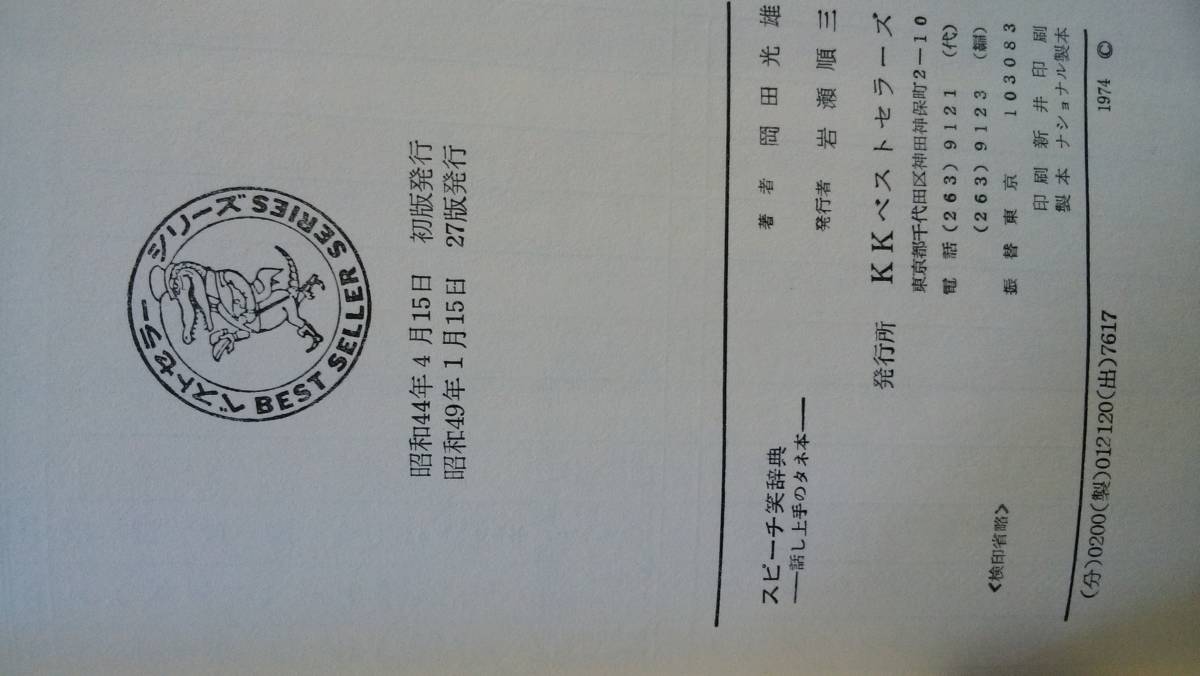 ベストセラーシリーズ
BEST SELLER SERIES
昭和44年4月15日 初版発行
昭和49年1月15日 27版発行
スピーチ笑辞典
──話し上手のタネ本──
著者 岡田光雄
発行者 岩瀬順三
発行所 KKベストセラーズ
東京都千代田区神田神保町2－10
電話(263)9121(代)
(263)9123(編)
振替東京 103083
印刷 新井印刷
製本 ナショナル製本
<検印省略>
(分)0200(製)012120(出)7617
1974 ©